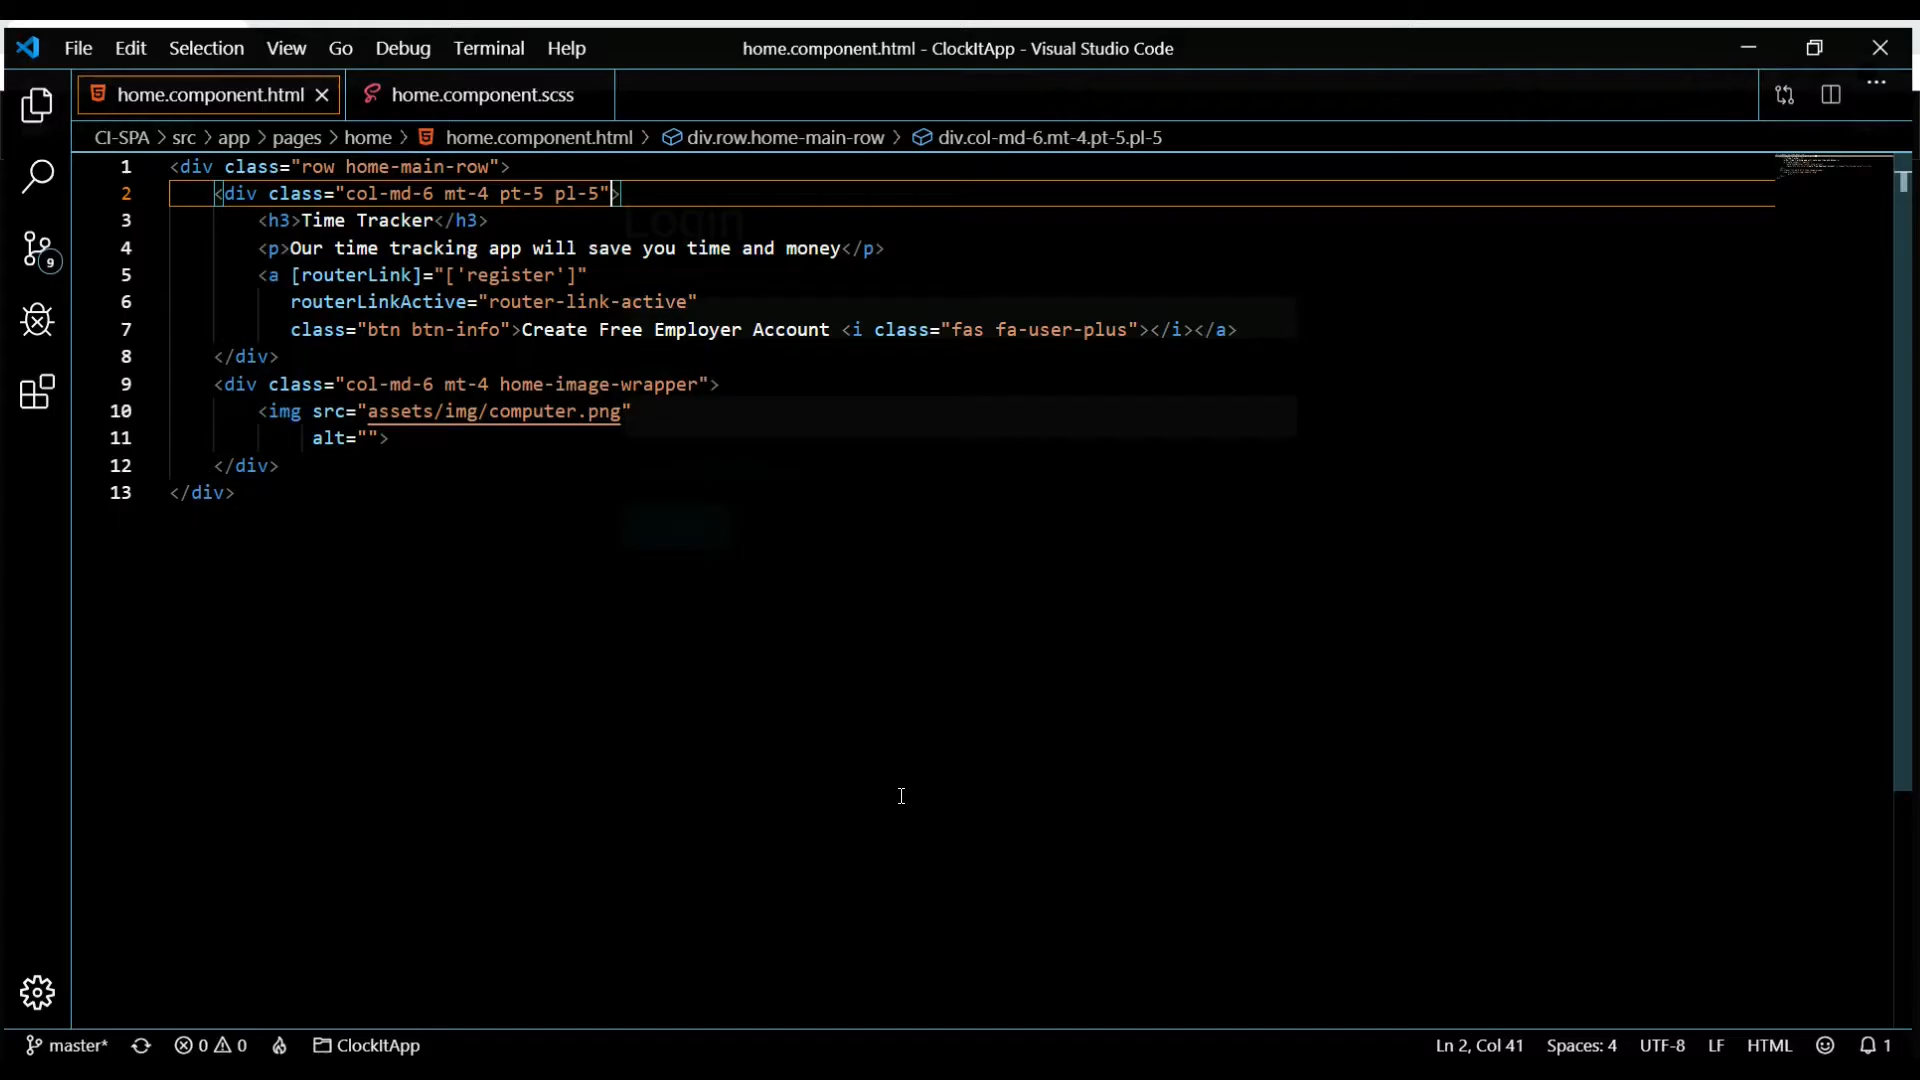 File Edit Selection View Go Debug Terminal Help home.component.html - ClockItApp - Visual Studio Code
home.component.html home.component.scss
CI-SPA > src > app > pages > home > home.component.html > div.row.home-main-row > div.col-md-6.mt-4.pt-5.pl-5
1 <div class="row home-main-row">
2 <div class="col-md-6 mt-4 pt-5 pl-5">
3 <h3>Time Tracker</h3>
4 <p>Our time tracking app will save you time and money</p>
5 <a [routerLink]="['register']"
6 routerLinkActive="router-link-active"
7 class="btn btn-info">Create Free Employer Account <i class="fas fa-user-plus"></i></a>
8 </div>
9 <div class="col-md-6 mt-4 home-image-wrapper">
10 <img src="assets/img/computer.png"
11 alt="">
12 </div>
13 </div>
Login
9
master* 0 0 ClockItApp Ln 2, Col 41 Spaces: 4 UTF-8 LF HTML 1